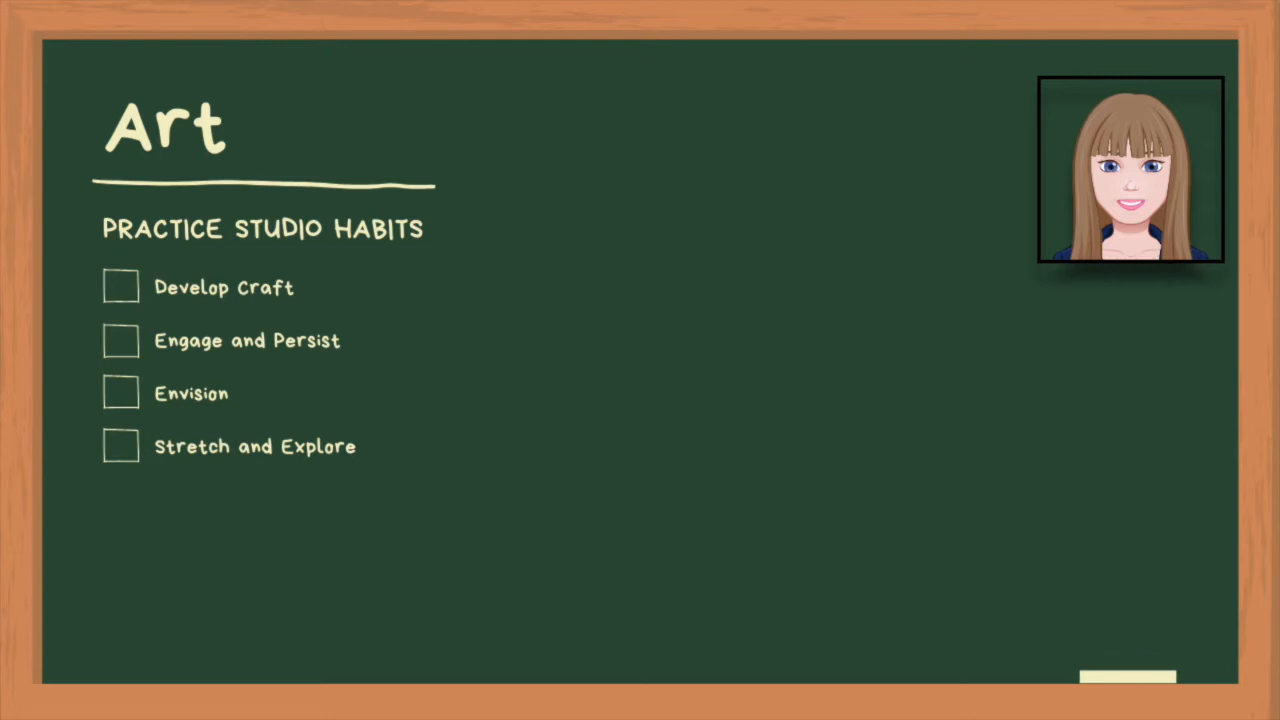 Art
PRACTICE STUDIO HABITS
Develop Craft
Engage and Persist
Envision
Stretch and Explore